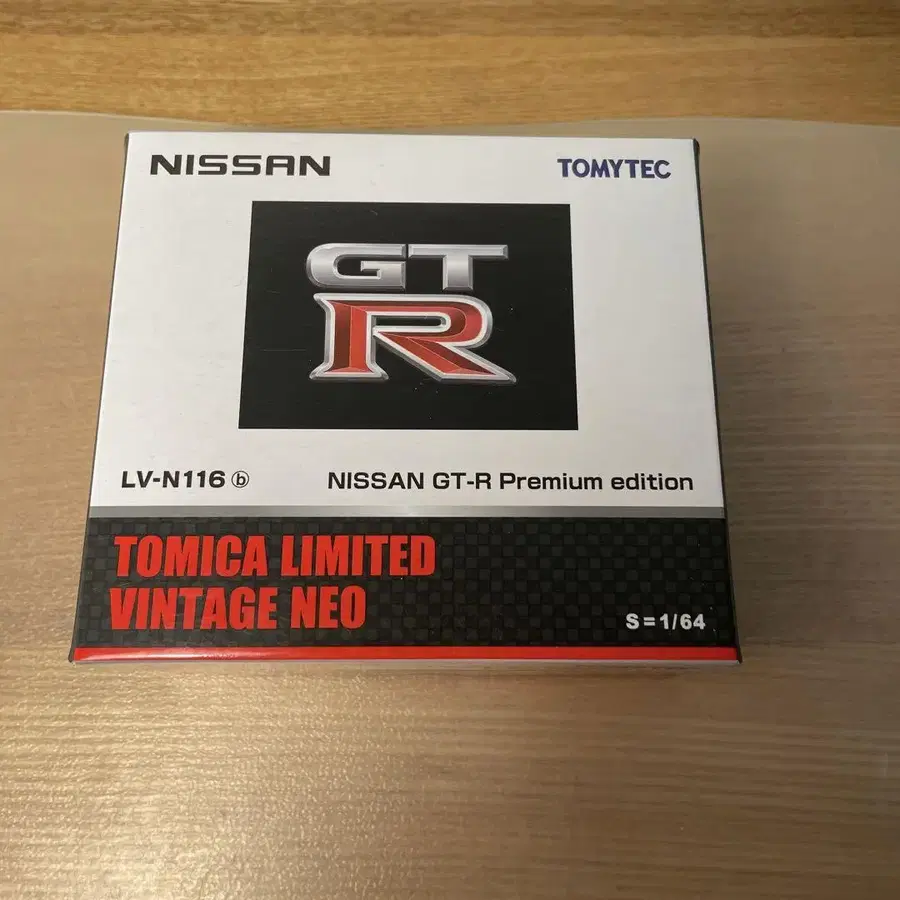 NISSAN
TOMYTEC
GT
R
LV-N116 ⓑ
NISSAN GT-R Premium edition
TOMICA LIMITED
VINTAGE NEO
S=1/64